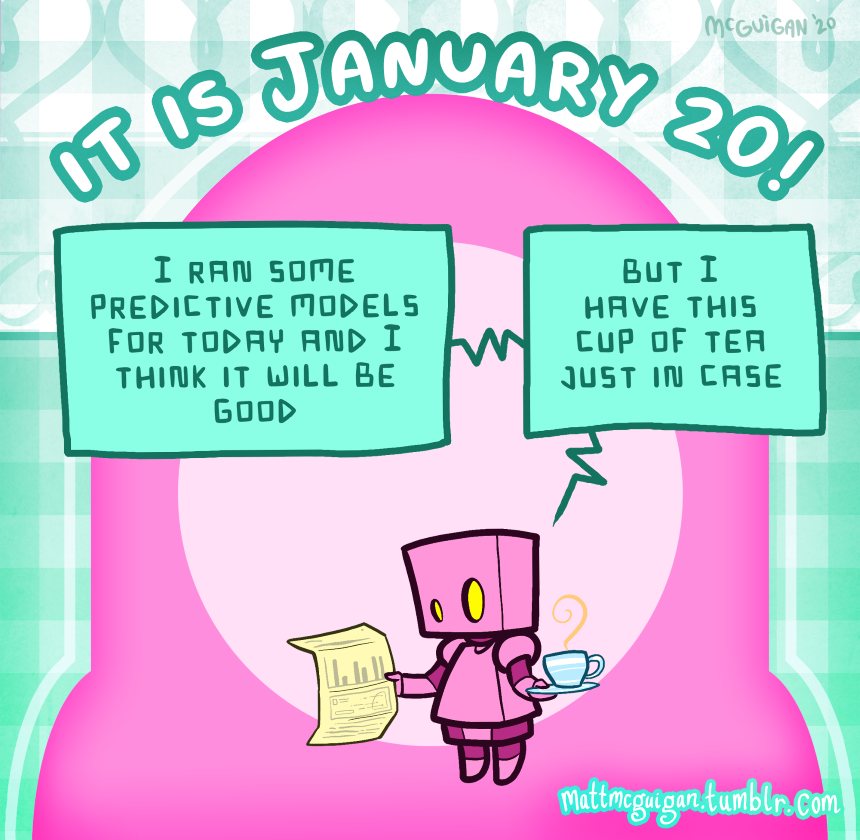 McGUiGAN '20
IT IS JANUARY 20!
I RAN SOME
PREDICTIVE MODELS
FOR TODAY AND I
THINK IT WILL BE
GOOD
BUT I
HAVE THIS
CUP OF TEA
JUST IN CASE
mattmcguigan.tumblr.com